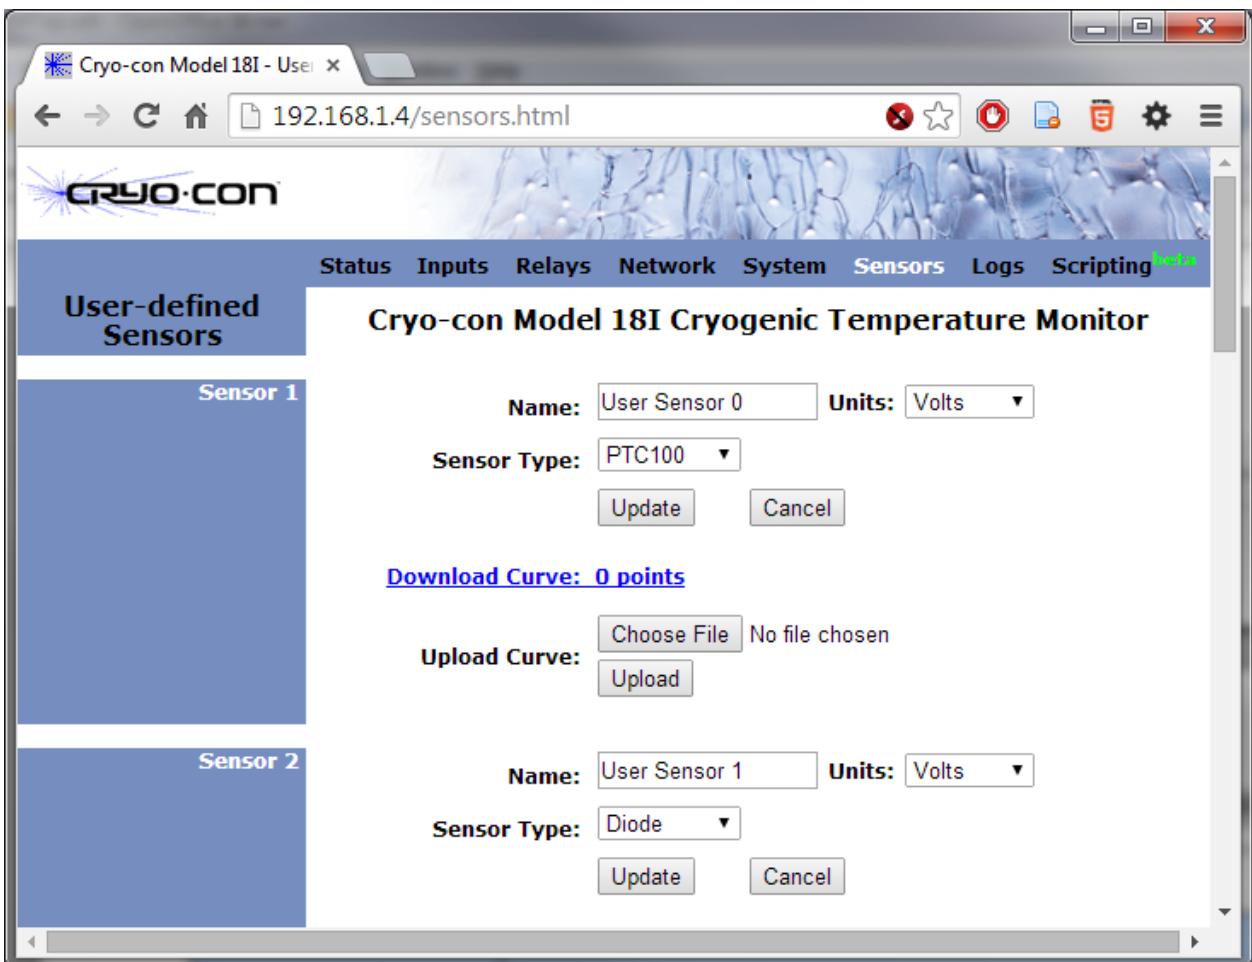 Cryo-con Model 18I - Use
192.168.1.4/sensors.html
CRYO·CON
Status Inputs Relays Network System Sensors Logs Scripting beta
User-defined
Sensors
Cryo-con Model 18I Cryogenic Temperature Monitor
Sensor 1
Name: User Sensor 0 Units: Volts
Sensor Type: PTC100
Update Cancel
Download Curve: 0 points
Upload Curve: Choose File No file chosen
Upload
Sensor 2
Name: User Sensor 1 Units: Volts
Sensor Type: Diode
Update Cancel